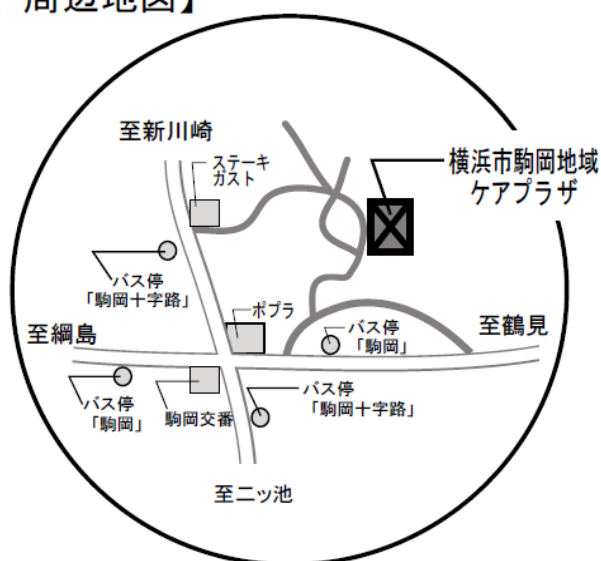 周辺地図】
至新川崎
ステーキ
ガスト
横浜市駒岡地域
ケアプラザ
バス停
「駒岡十字路」
ポプラ
至綱島
バス停
「駒岡」
至鶴見
バス停
「駒岡」
駒岡交番
バス停
「駒岡十字路」
至二ッ池